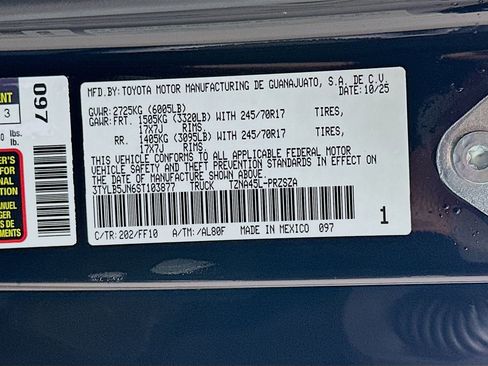 MFD.BY:TOYOTA MOTOR MANUFACTURING DE GUANAJUATO, S.A. DE C.V.
DATE: 10/25
GVWR: 2725KG (6005LB)
GAWR: FRT. 1505KG (3320LB) WITH 245/70R17 TIRES,
17X7J RIMS.
RR. 1405KG (3095LB) WITH 245/70R17 TIRES,
17X7J RIMS.
THIS VEHICLE CONFORMS TO ALL APPLICABLE FEDERAL MOTOR
VEHICLE SAFETY AND THEFT PREVENTION STANDARDS IN EFFECT ON
THE DATE OF MANUFACTURE SHOWN ABOVE.
3TYLB5JN6ST103877 TRUCK TZNA45L-PRZSZA
C/TR:202/FF10 A/TM:/AL80F MADE IN MEXICO 097
1
097
3
lbs.
lb.
MANUEL